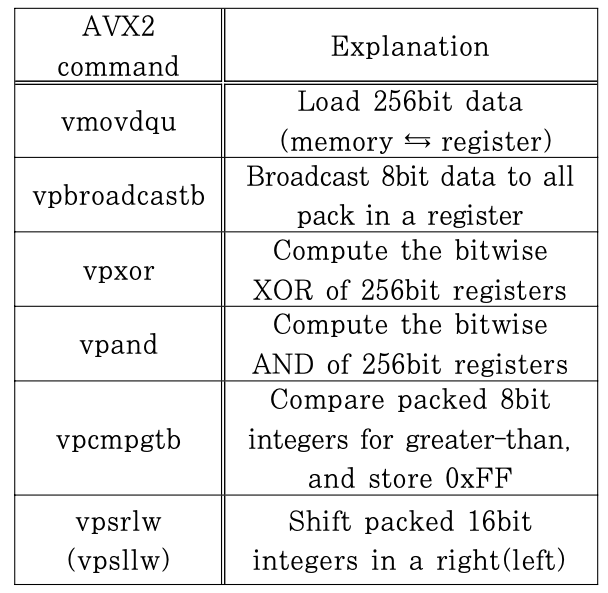 AVX2
command
Explanation
vmovdqu
Load 256bit data
(memory ⇆ register)
vpbroadcastb
Broadcast 8bit data to all
pack in a register
vpxor
Compute the bitwise
XOR of 256bit registers
vpand
Compute the bitwise
AND of 256bit registers
vpcmpgtb
Compare packed 8bit
integers for greater-than,
and store 0xFF
vpsrlw
(vpsllw)
Shift packed 16bit
integers in a right(left)